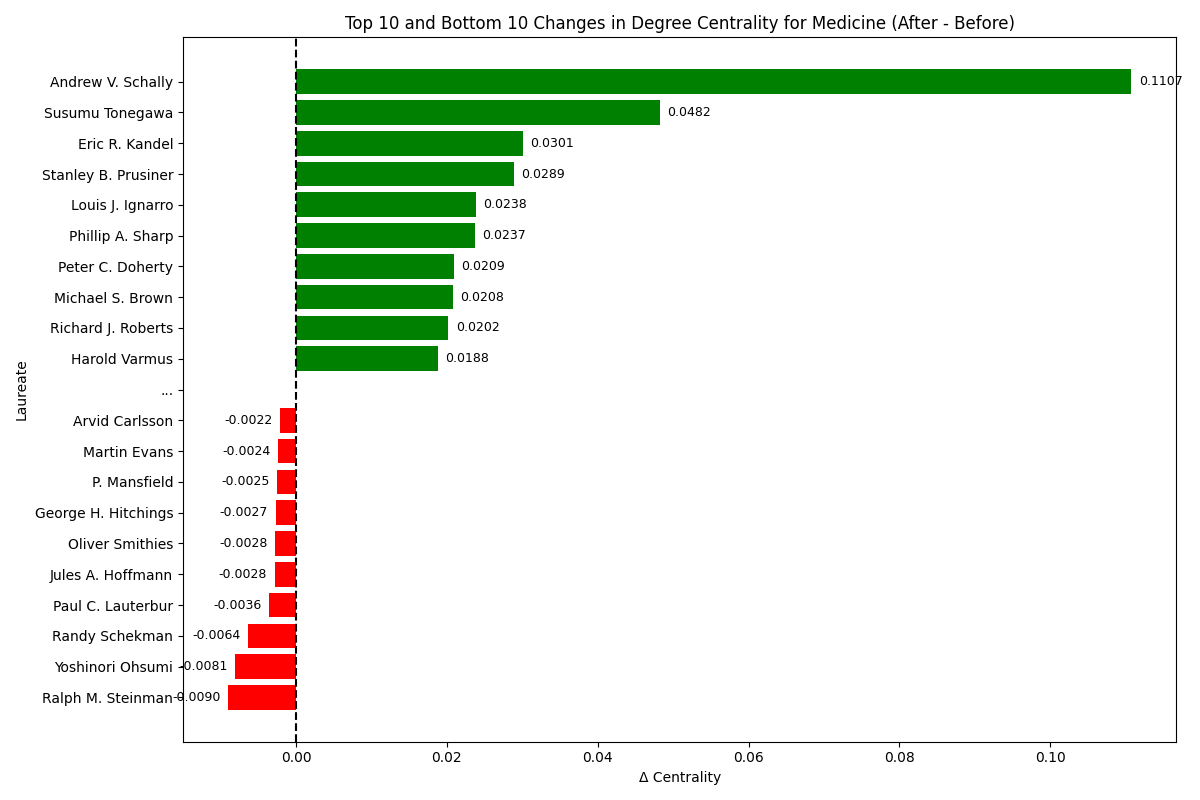 Top 10 and Bottom 10 Changes in Degree Centrality for Medicine (After - Before)
Andrew V. Schally 0.1107
Susumu Tonegawa 0.0482
Eric R. Kandel 0.0301
Stanley B. Prusiner 0.0289
Louis J. Ignarro 0.0238
Phillip A. Sharp 0.0237
Peter C. Doherty 0.0209
Michael S. Brown 0.0208
Richard J. Roberts 0.0202
Harold Varmus 0.0188
...
Arvid Carlsson -0.0022
Martin Evans -0.0024
P. Mansfield -0.0025
George H. Hitchings -0.0027
Oliver Smithies -0.0028
Jules A. Hoffmann -0.0028
Paul C. Lauterbur -0.0036
Randy Schekman -0.0064
Yoshinori Ohsumi -0.0081
Ralph M. Steinman -0.0090
Laureate
0.00 0.02 0.04 0.06 0.08 0.10
Δ Centrality